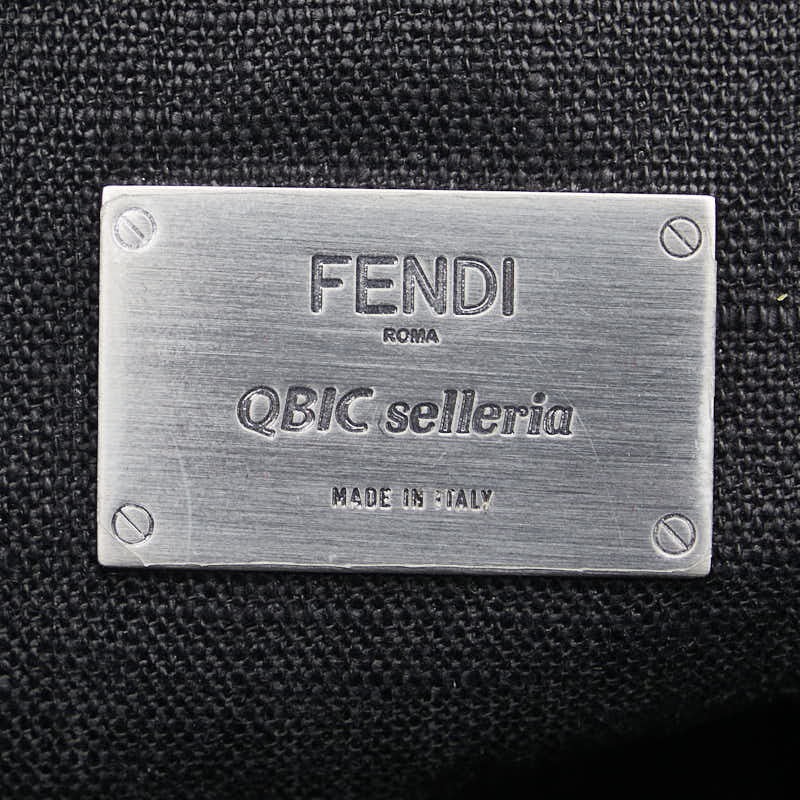 FENDI
ROMA
QBIC selleria
MADE IN ITALY